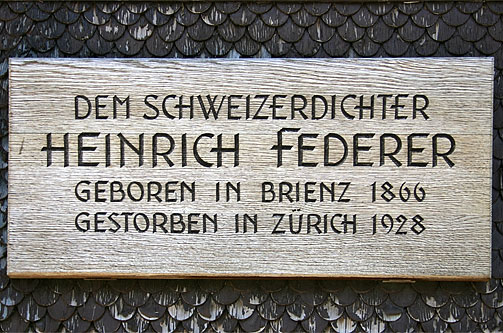 DEM SCHWEIZERDICHTER
HEINRICH FEDERER
GEBOREN IN BRIENZ 1866
GESTORBEN IN ZÜRICH 1928